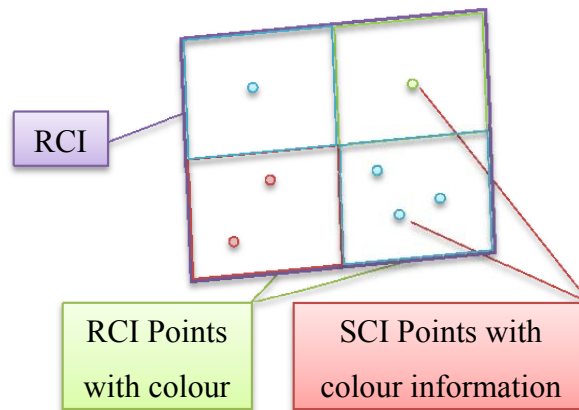 RCI
RCI Points
with colour
SCI Points with
colour information